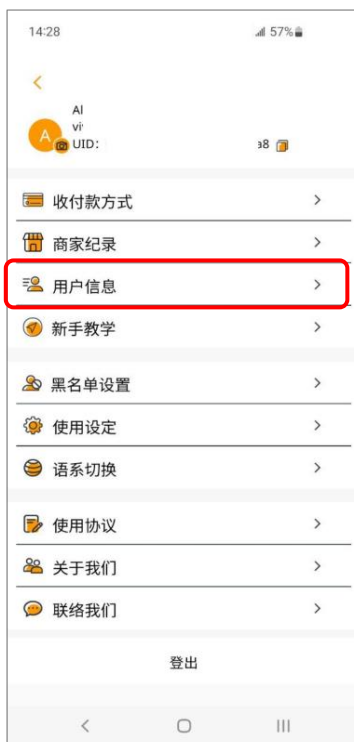 14:28 57%
A
Al
UID:
a8
收付款方式
商家纪录
用户信息
新手教学
黑名单设置
使用设定
语系切换
使用协议
关于我们
联络我们
登出